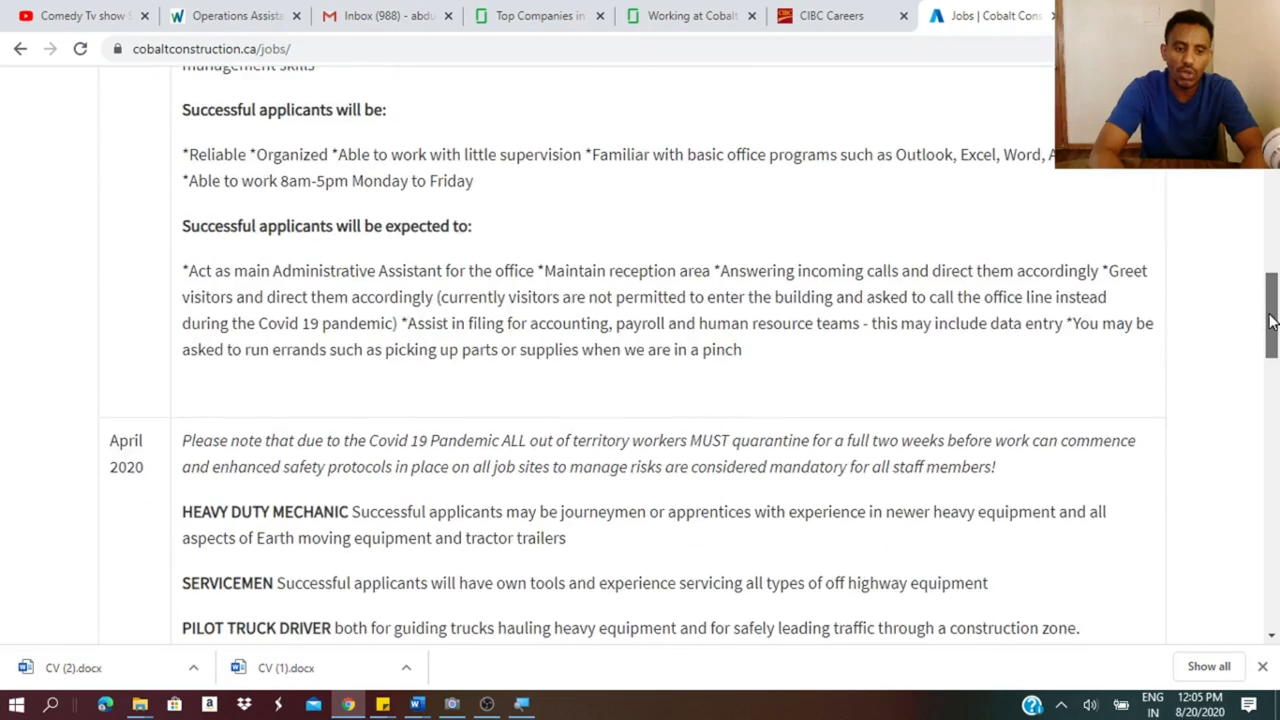 Comedy Tv show S
Operations Assista
Inbox (988) - abdu
Top Companies in
Working at Cobalt
CIBC
CIBC Careers
Jobs | Cobalt Cons
cobaltconstruction.ca/jobs/
management skills
Successful applicants will be:
*Reliable *Organized *Able to work with little supervision *Familiar with basic office programs such as Outlook, Excel, Word, A
*Able to work 8am-5pm Monday to Friday
Successful applicants will be expected to:
*Act as main Administrative Assistant for the office *Maintain reception area *Answering incoming calls and direct them accordingly *Greet
visitors and direct them accordingly (currently visitors are not permitted to enter the building and asked to call the office line instead
during the Covid 19 pandemic) *Assist in filing for accounting, payroll and human resource teams - this may include data entry *You may be
asked to run errands such as picking up parts or supplies when we are in a pinch
April
2020
Please note that due to the Covid 19 Pandemic ALL out of territory workers MUST quarantine for a full two weeks before work can commence
and enhanced safety protocols in place on all job sites to manage risks are considered mandatory for all staff members!
HEAVY DUTY MECHANIC Successful applicants may be journeymen or apprentices with experience in newer heavy equipment and all
aspects of Earth moving equipment and tractor trailers
SERVICEMEN Successful applicants will have own tools and experience servicing all types of off highway equipment
PILOT TRUCK DRIVER both for guiding trucks hauling heavy equipment and for safely leading traffic through a construction zone.
CV (2).docx
CV (1).docx
Show all
ENG
IN
12:05 PM
8/20/2020